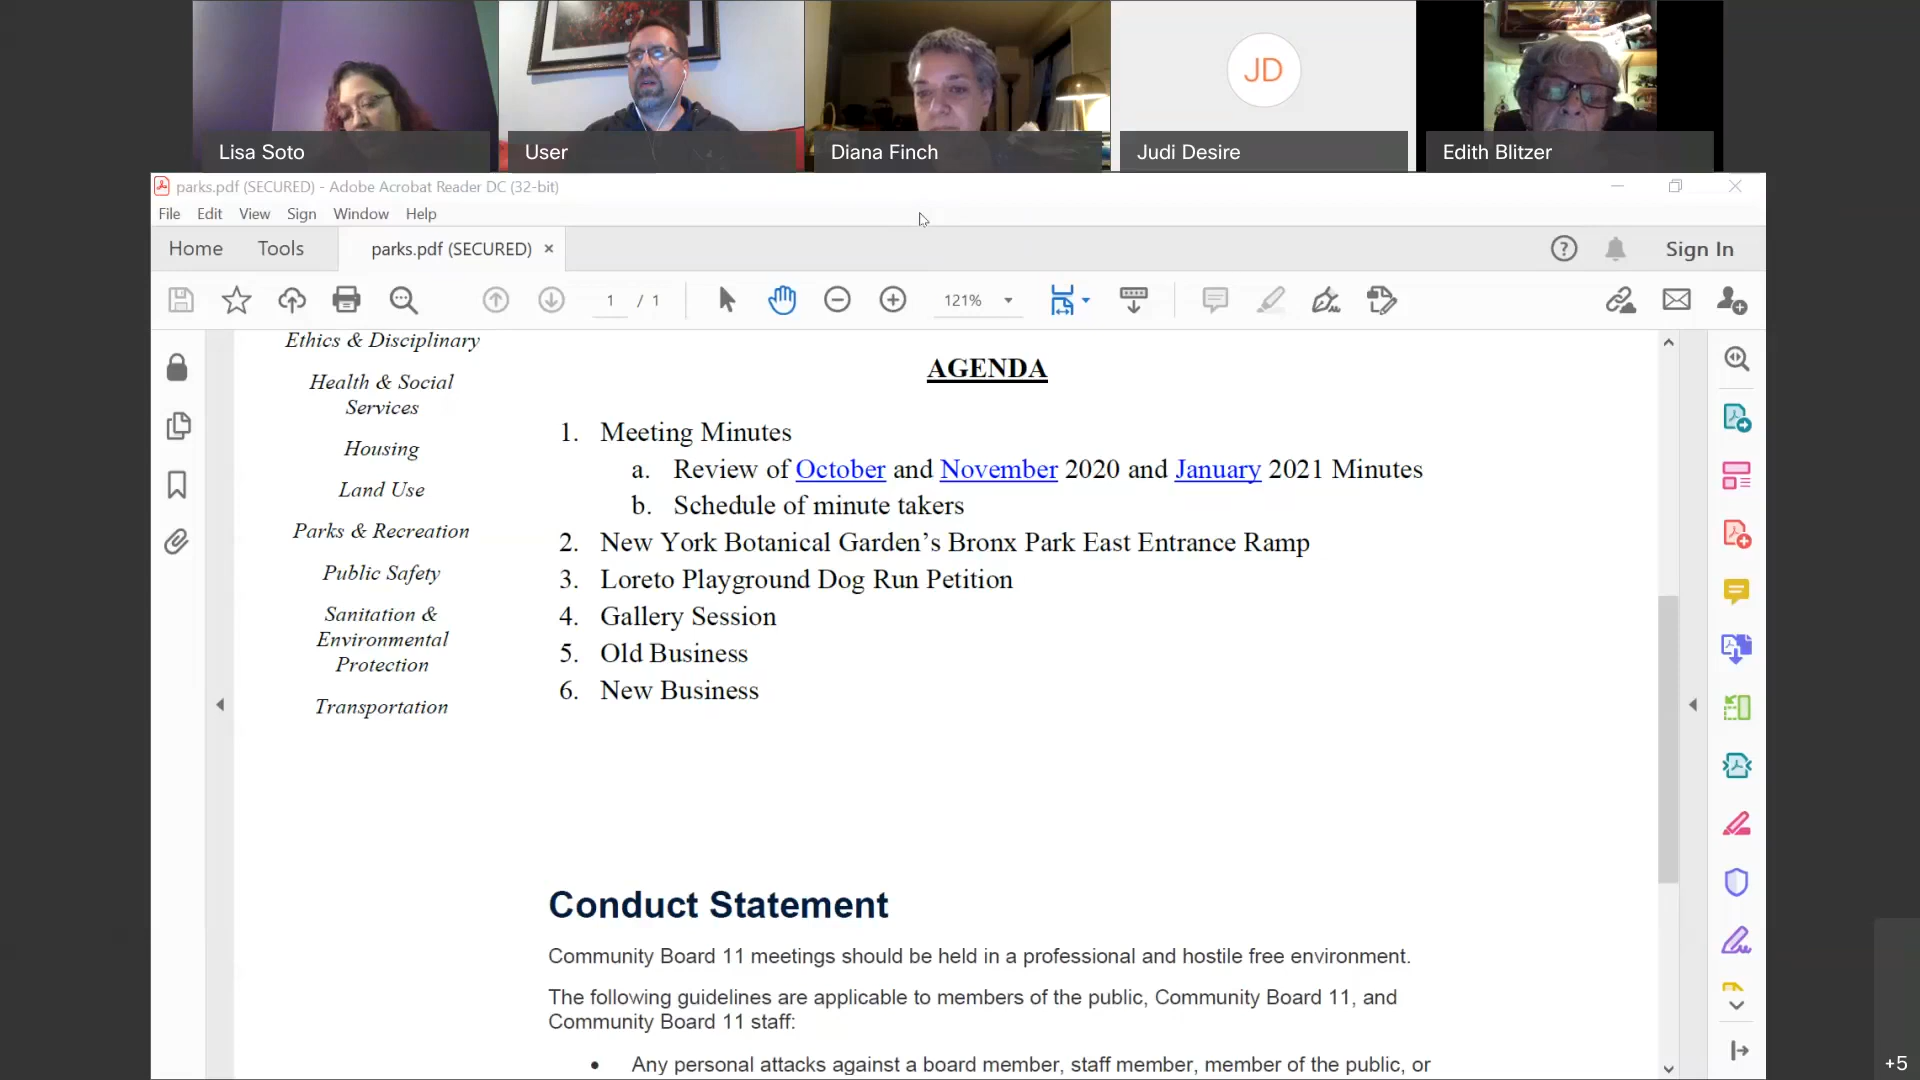 JD
Lisa Soto
User
Diana Finch
Judi Desire
Edith Blitzer
parks.pdf (SECURED) - Adobe Acrobat Reader DC (32-bit)
File Edit View Sign Window Help
Home Tools parks.pdf (SECURED) × Sign In
1 / 1 121%
Ethics & Disciplinary
Health & Social
Services
Housing
Land Use
Parks & Recreation
Public Safety
Sanitation &
Environmental
Protection
Transportation
AGENDA
1. Meeting Minutes
a. Review of October and November 2020 and January 2021 Minutes
b. Schedule of minute takers
2. New York Botanical Garden’s Bronx Park East Entrance Ramp
3. Loreto Playground Dog Run Petition
4. Gallery Session
5. Old Business
6. New Business
Conduct Statement
Community Board 11 meetings should be held in a professional and hostile free environment.
The following guidelines are applicable to members of the public, Community Board 11, and
Community Board 11 staff:
• Any personal attacks against a board member, staff member, member of the public, or
+5